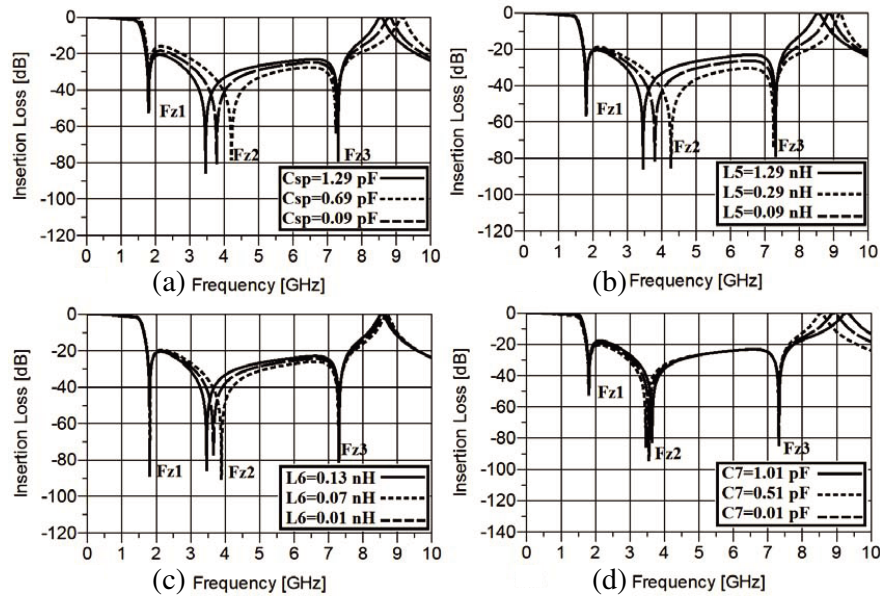 0
-20
-40
-60
-80
-100
-120
Insertion Loss [dB]
Fz1
Fz2
Fz3
Csp=1.29 pF
Csp=0.69 pF
Csp=0.09 pF
0 1 2 3 4 5 6 7 8 9 10
(a) Frequency [GHz]
0
-20
-40
-60
-80
-100
-120
Insertion Loss [dB]
Fz1
Fz2
Fz3
L5=1.29 nH
L5=0.29 nH
L5=0.09 nH
0 1 2 3 4 5 6 7 8 9 10
(b) Frequency [GHz]
0
-20
-40
-60
-80
-100
-120
Insertion Loss [dB]
Fz1
Fz2
Fz3
L6=0.13 nH
L6=0.07 nH
L6=0.01 nH
0 1 2 3 4 5 6 7 8 9 10
(c) Frequency [GHz]
0
-20
-40
-60
-80
-100
-120
-140
Insertion Loss [dB]
Fz1
Fz2
Fz3
C7=1.01 pF
C7=0.51 pF
C7=0.01 pF
0 1 2 3 4 5 6 7 8 9 10
(d) Frequency [GHz]